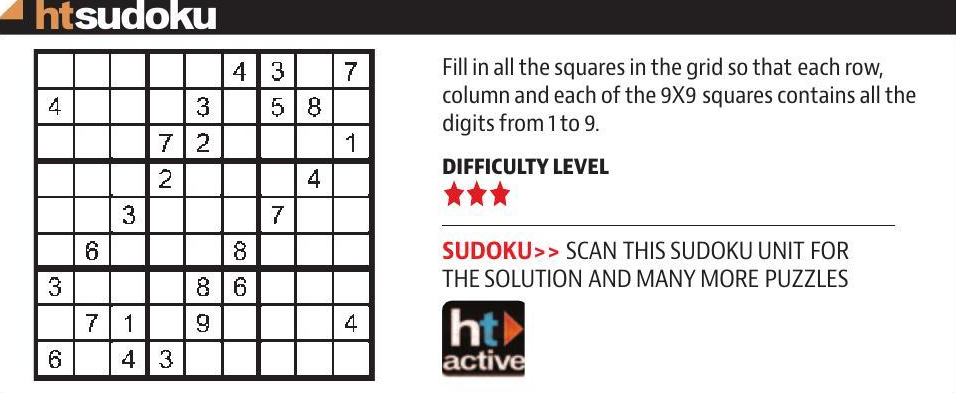 htsudoku
4 3 7
4 3 5 8
7 2 1
2 4
3 7
6 8
3 8 6
7 1 9 4
6 4 3
Fill in all the squares in the grid so that each row,
column and each of the 9X9 squares contains all the
digits from 1 to 9.
DIFFICULTY LEVEL
SUDOKU>> SCAN THIS SUDOKU UNIT FOR
THE SOLUTION AND MANY MORE PUZZLES
ht
active